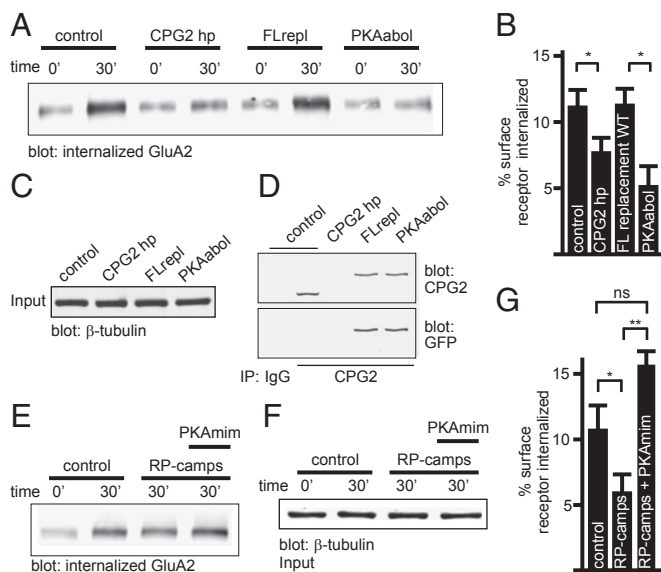 A
control CPG2 hp FLrepl PKAabol
time 0' 30' 0' 30' 0' 30' 0' 30'
blot: internalized GluA2
B
% surface
receptor internalized
15
10
5
control
CPG2 hp
FL replacement WT
PKAabol
* *
C
control
CPG2 hp
FLrepl
PKAabol
Input
blot: β-tubulin
D
control
CPG2 hp
FLrepl
PKAabol
blot:
CPG2
blot:
GFP
IP: IgG CPG2
E
PKAmim
control RP-camps
time 0' 30' 30' 30'
blot: internalized GluA2
F
PKAmim
control RP-camps
time 0' 30' 30' 30'
blot: β-tubulin
Input
G
ns
**
*
% surface
receptor internalized
15
10
5
control
RP-camps
RP-camps + PKAmim